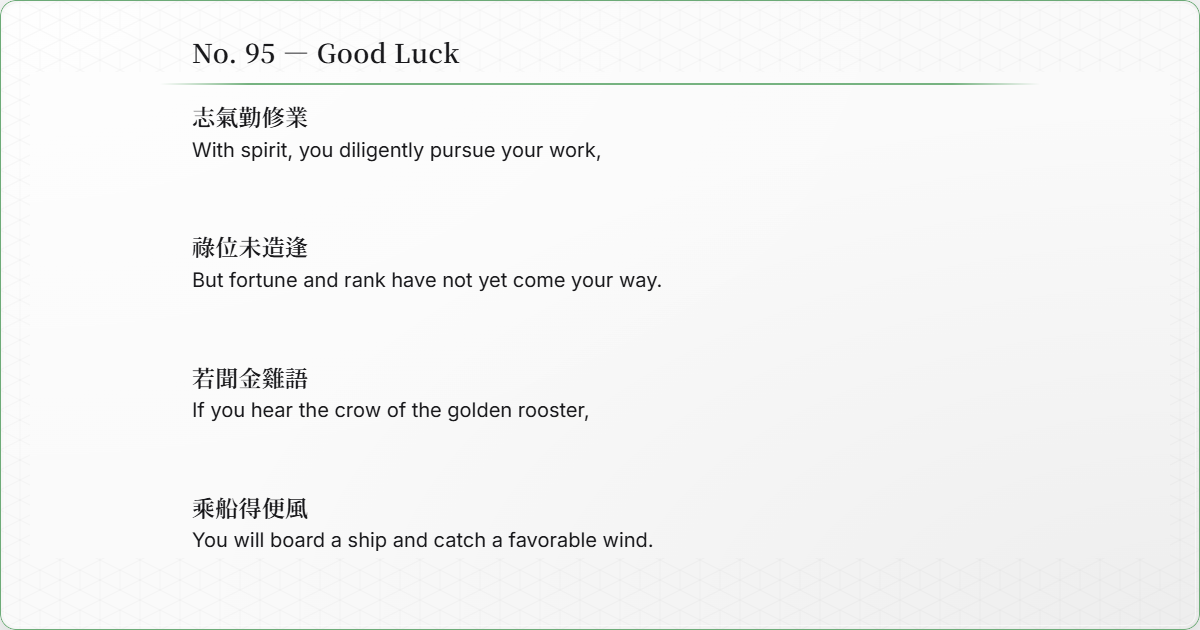 No. 95 — Good Luck
志氣勤修業
With spirit, you diligently pursue your work,
祿位未造逢
But fortune and rank have not yet come your way.
若聞金雞語
If you hear the crow of the golden rooster,
乘船得便風
You will board a ship and catch a favorable wind.